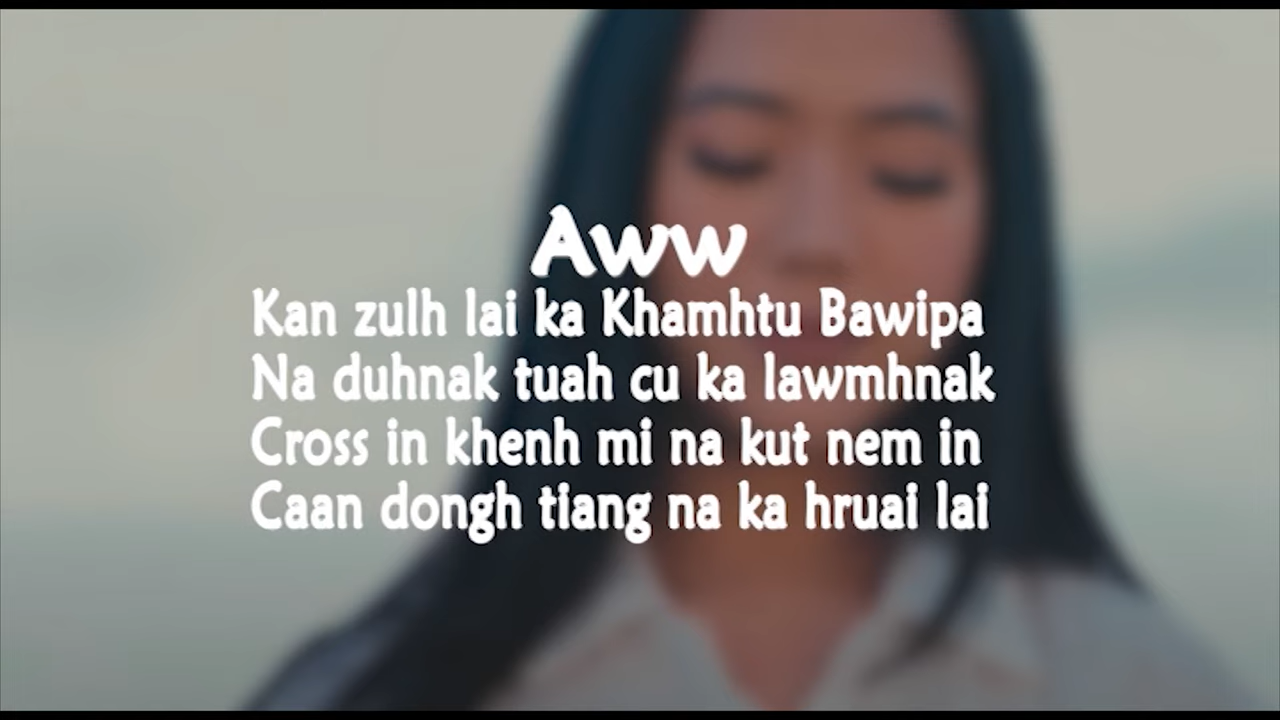 Aww
Kan zulh lai ka Khamhtu Bawipa
Na duhnak tuah cu ka lawmhnak
Cross in khenh mi na kut nem in
Caan dongh tiang na ka hruai lai